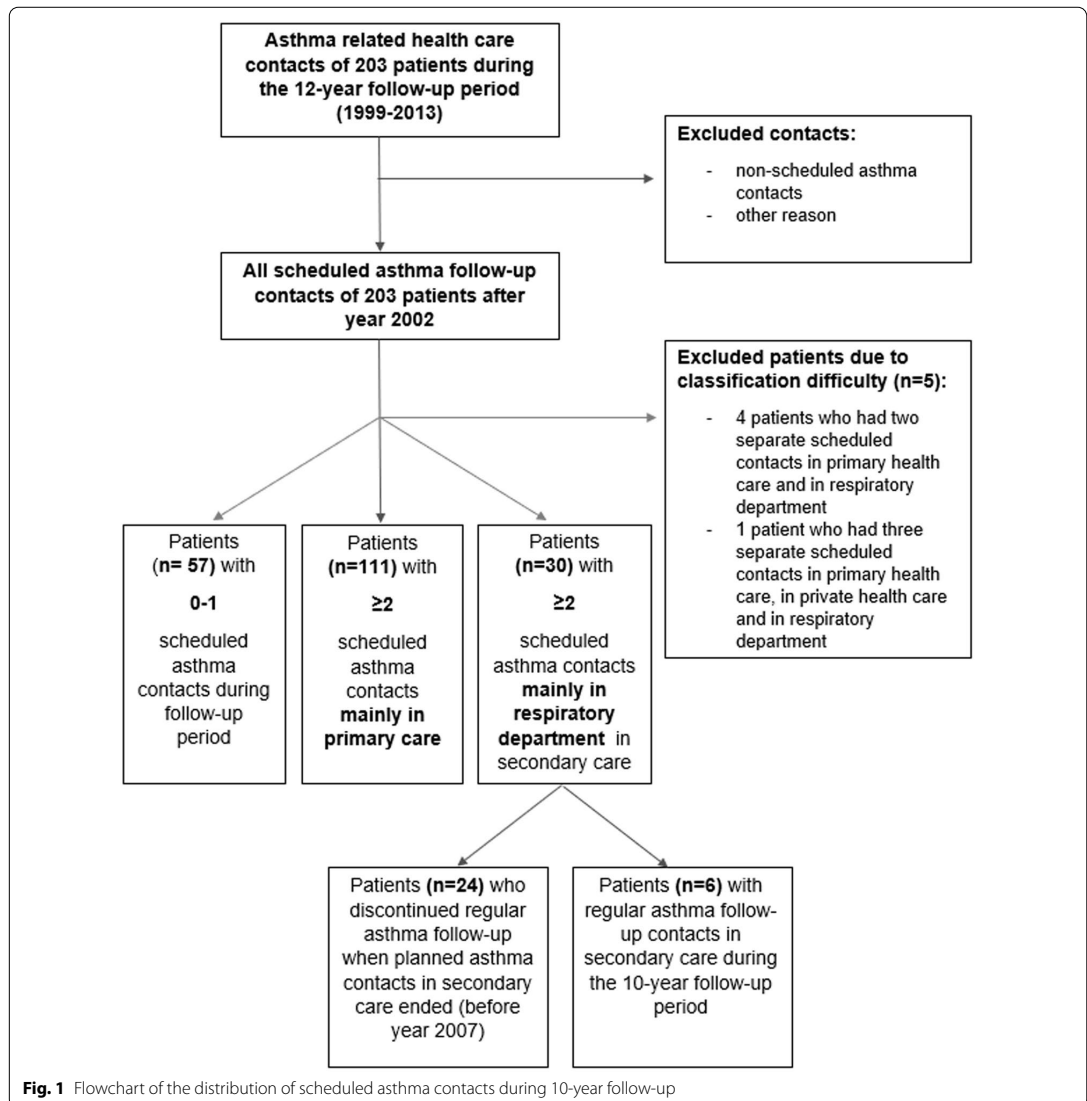 Asthma related health care
contacts of 203 patients during
the 12-year follow-up period
(1999-2013)
Excluded contacts:
- non-scheduled asthma
contacts
- other reason
All scheduled asthma follow-up
contacts of 203 patients after
year 2002
Excluded patients due to
classification difficulty (n=5):
- 4 patients who had two
separate scheduled
contacts in primary health
care and in respiratory
department
- 1 patient who had three
separate scheduled
contacts in primary health
care, in private health care
and in respiratory
department
Patients
(n= 57) with
0-1
scheduled
asthma
contacts during
follow-up
period
Patients
(n=111) with
≥2
scheduled
asthma
contacts
mainly in
primary care
Patients
(n=30) with
≥2
scheduled
asthma contacts
mainly in
respiratory
department in
secondary care
Patients (n=24) who
discontinued regular
asthma follow-up
when planned asthma
contacts in secondary
care ended (before
year 2007)
Patients (n=6) with
regular asthma follow-
up contacts in
secondary care during
the 10-year follow-up
period
Fig. 1 Flowchart of the distribution of scheduled asthma contacts during 10-year follow-up